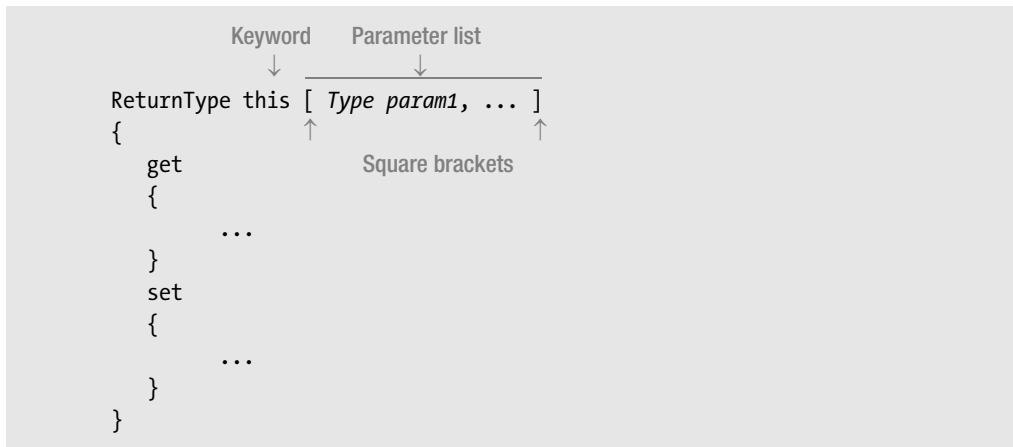 Keyword Parameter list
↓ ↓
ReturnType this [ Type param1, ... ]
{ ↑ ↑
get Square brackets
{
...
}
set
{
...
}
}